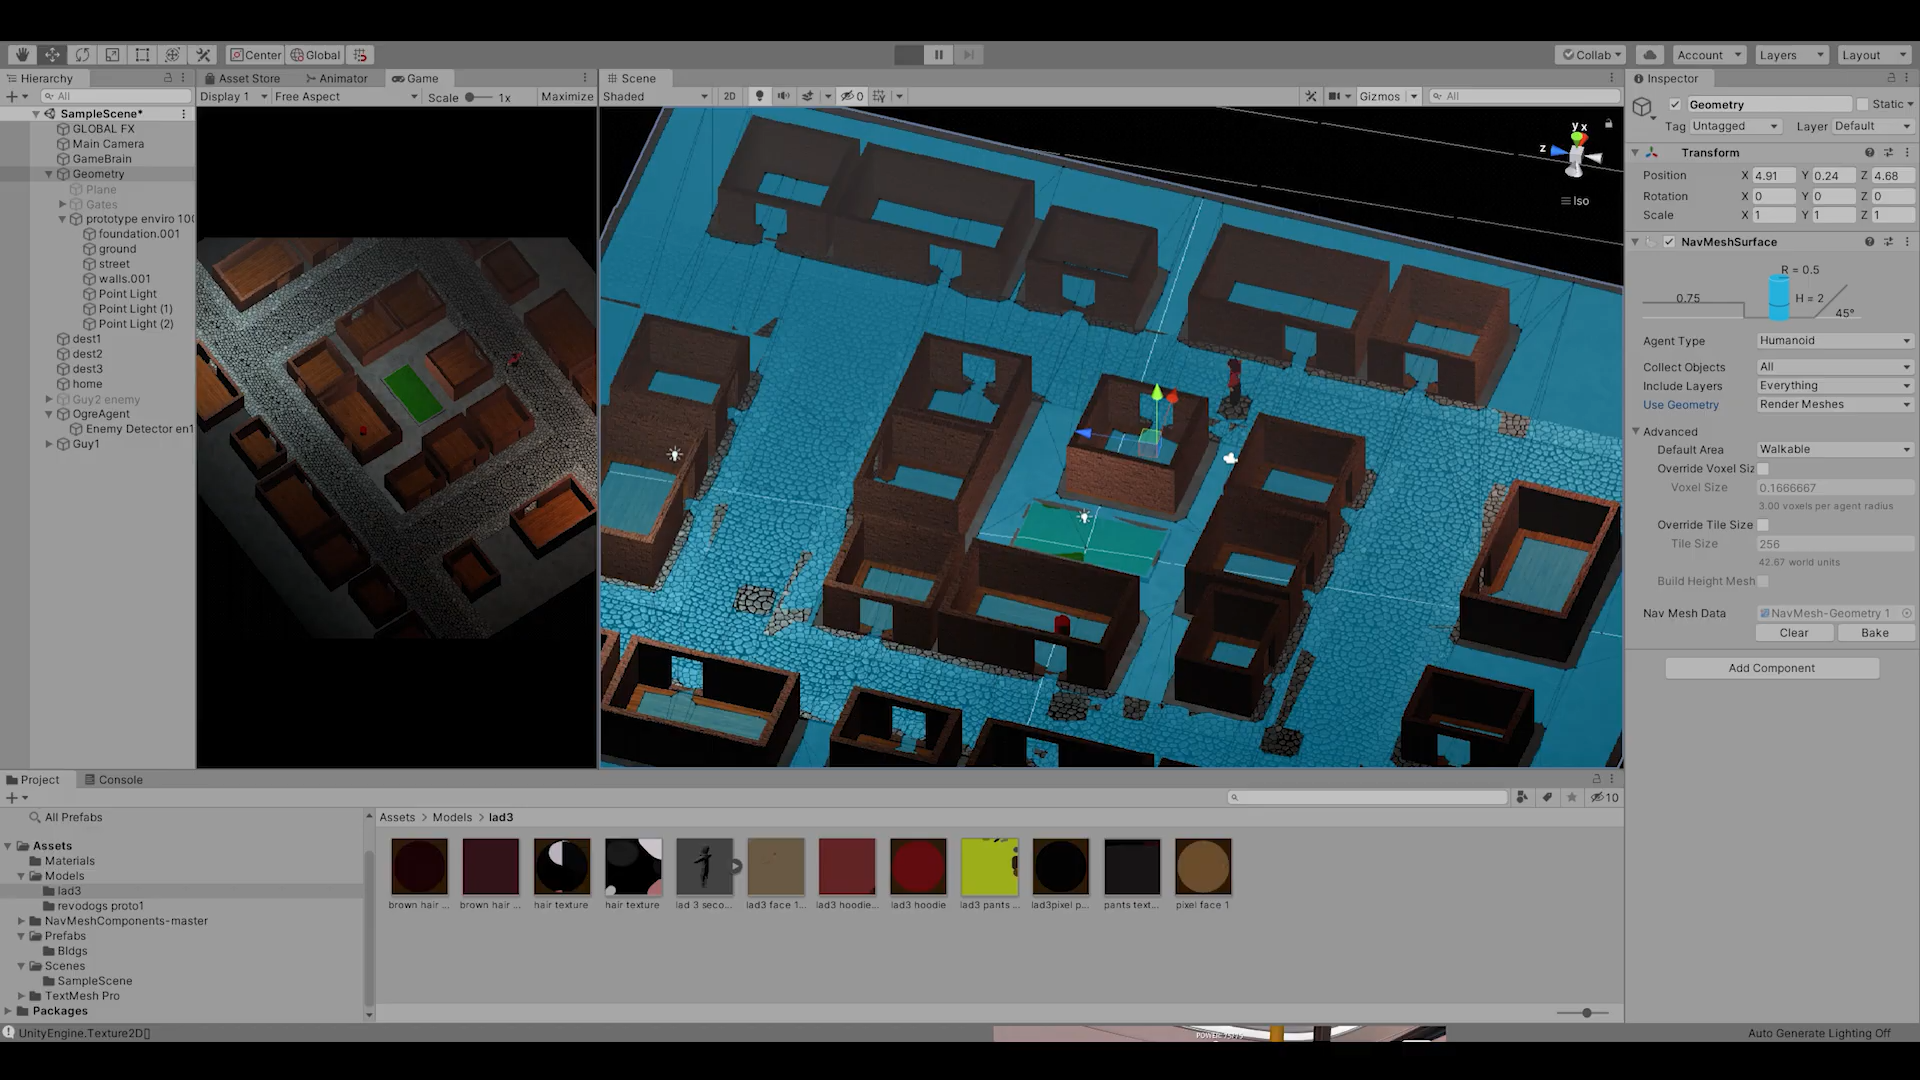 Center
Global
Collab
Account
Layers
Layout
Hierarchy
Asset Store
Animator
Game
Scene
Inspector
All
Display 1
Free Aspect
Scale
1x
Maximize
Shaded
2D
0
Gizmos
All
SampleScene*
GLOBAL FX
Main Camera
GameBrain
Geometry
Plane
Gates
prototype enviro 100
foundation.001
ground
street
walls.001
Point Light
Point Light (1)
Point Light (2)
dest1
dest2
dest3
home
Guy2 enemy
OgreAgent
Enemy Detector en1
Guy1
y x
z
Iso
Geometry
Static
Tag Untagged
Layer Default
Transform
Position X 4.91 Y 0.24 Z 4.68
Rotation X 0 Y 0 Z 0
Scale X 1 Y 1 Z 1
NavMeshSurface
R = 0.5
0.75
H = 2
45°
Agent Type Humanoid
Collect Objects All
Include Layers Everything
Use Geometry Render Meshes
Advanced
Default Area Walkable
Override Voxel Siz
Voxel Size 0.1666667
3.00 voxels per agent radius
Override Tile Size
Tile Size 256
42.67 world units
Build Height Mesh
Nav Mesh Data NavMesh-Geometry 1
Clear
Bake
Add Component
Project
Console
10
All Prefabs
Assets
Materials
Models
lad3
revodogs proto1
NavMeshComponents-master
Prefabs
Bldgs
Scenes
SampleScene
TextMesh Pro
Packages
Assets > Models > lad3
brown hair ...
brown hair ...
hair texture
hair texture
lad 3 seco...
lad3 face 1...
lad3 hoodie...
lad3 hoodie
lad3 pants ...
lad3pixel p...
pants text...
pixel face 1
UnityEngine.Texture2D[]
Auto Generate Lighting Off